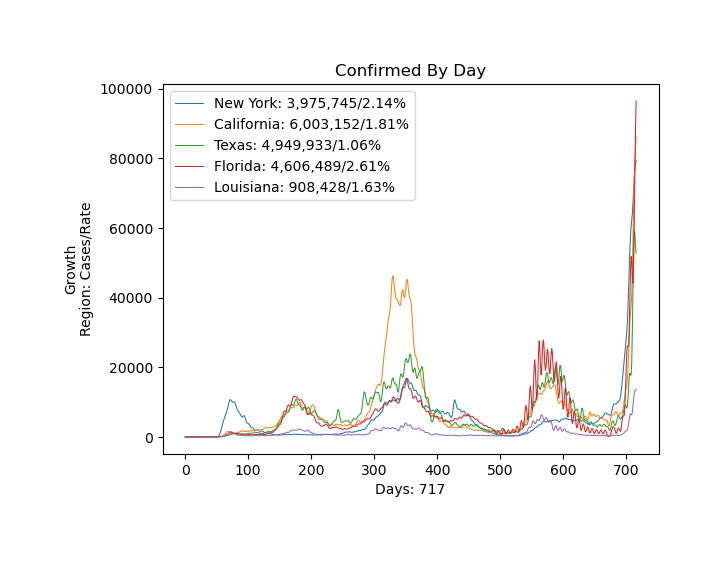 Confirmed By Day
100000
80000
60000
40000
20000
0
Growth
Region: Cases/Rate
New York: 3,975,745/2.14%
California: 6,003,152/1.81%
Texas: 4,949,933/1.06%
Florida: 4,606,489/2.61%
Louisiana: 908,428/1.63%
0 100 200 300 400 500 600 700
Days: 717